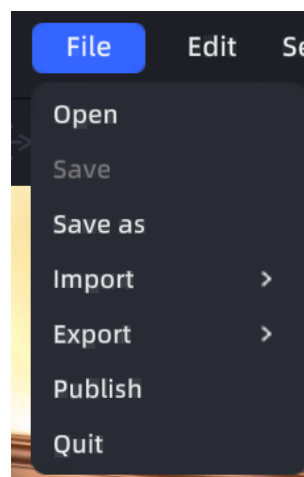 File Edit
Open
Save
Save as
Import
Export
Publish
Quit